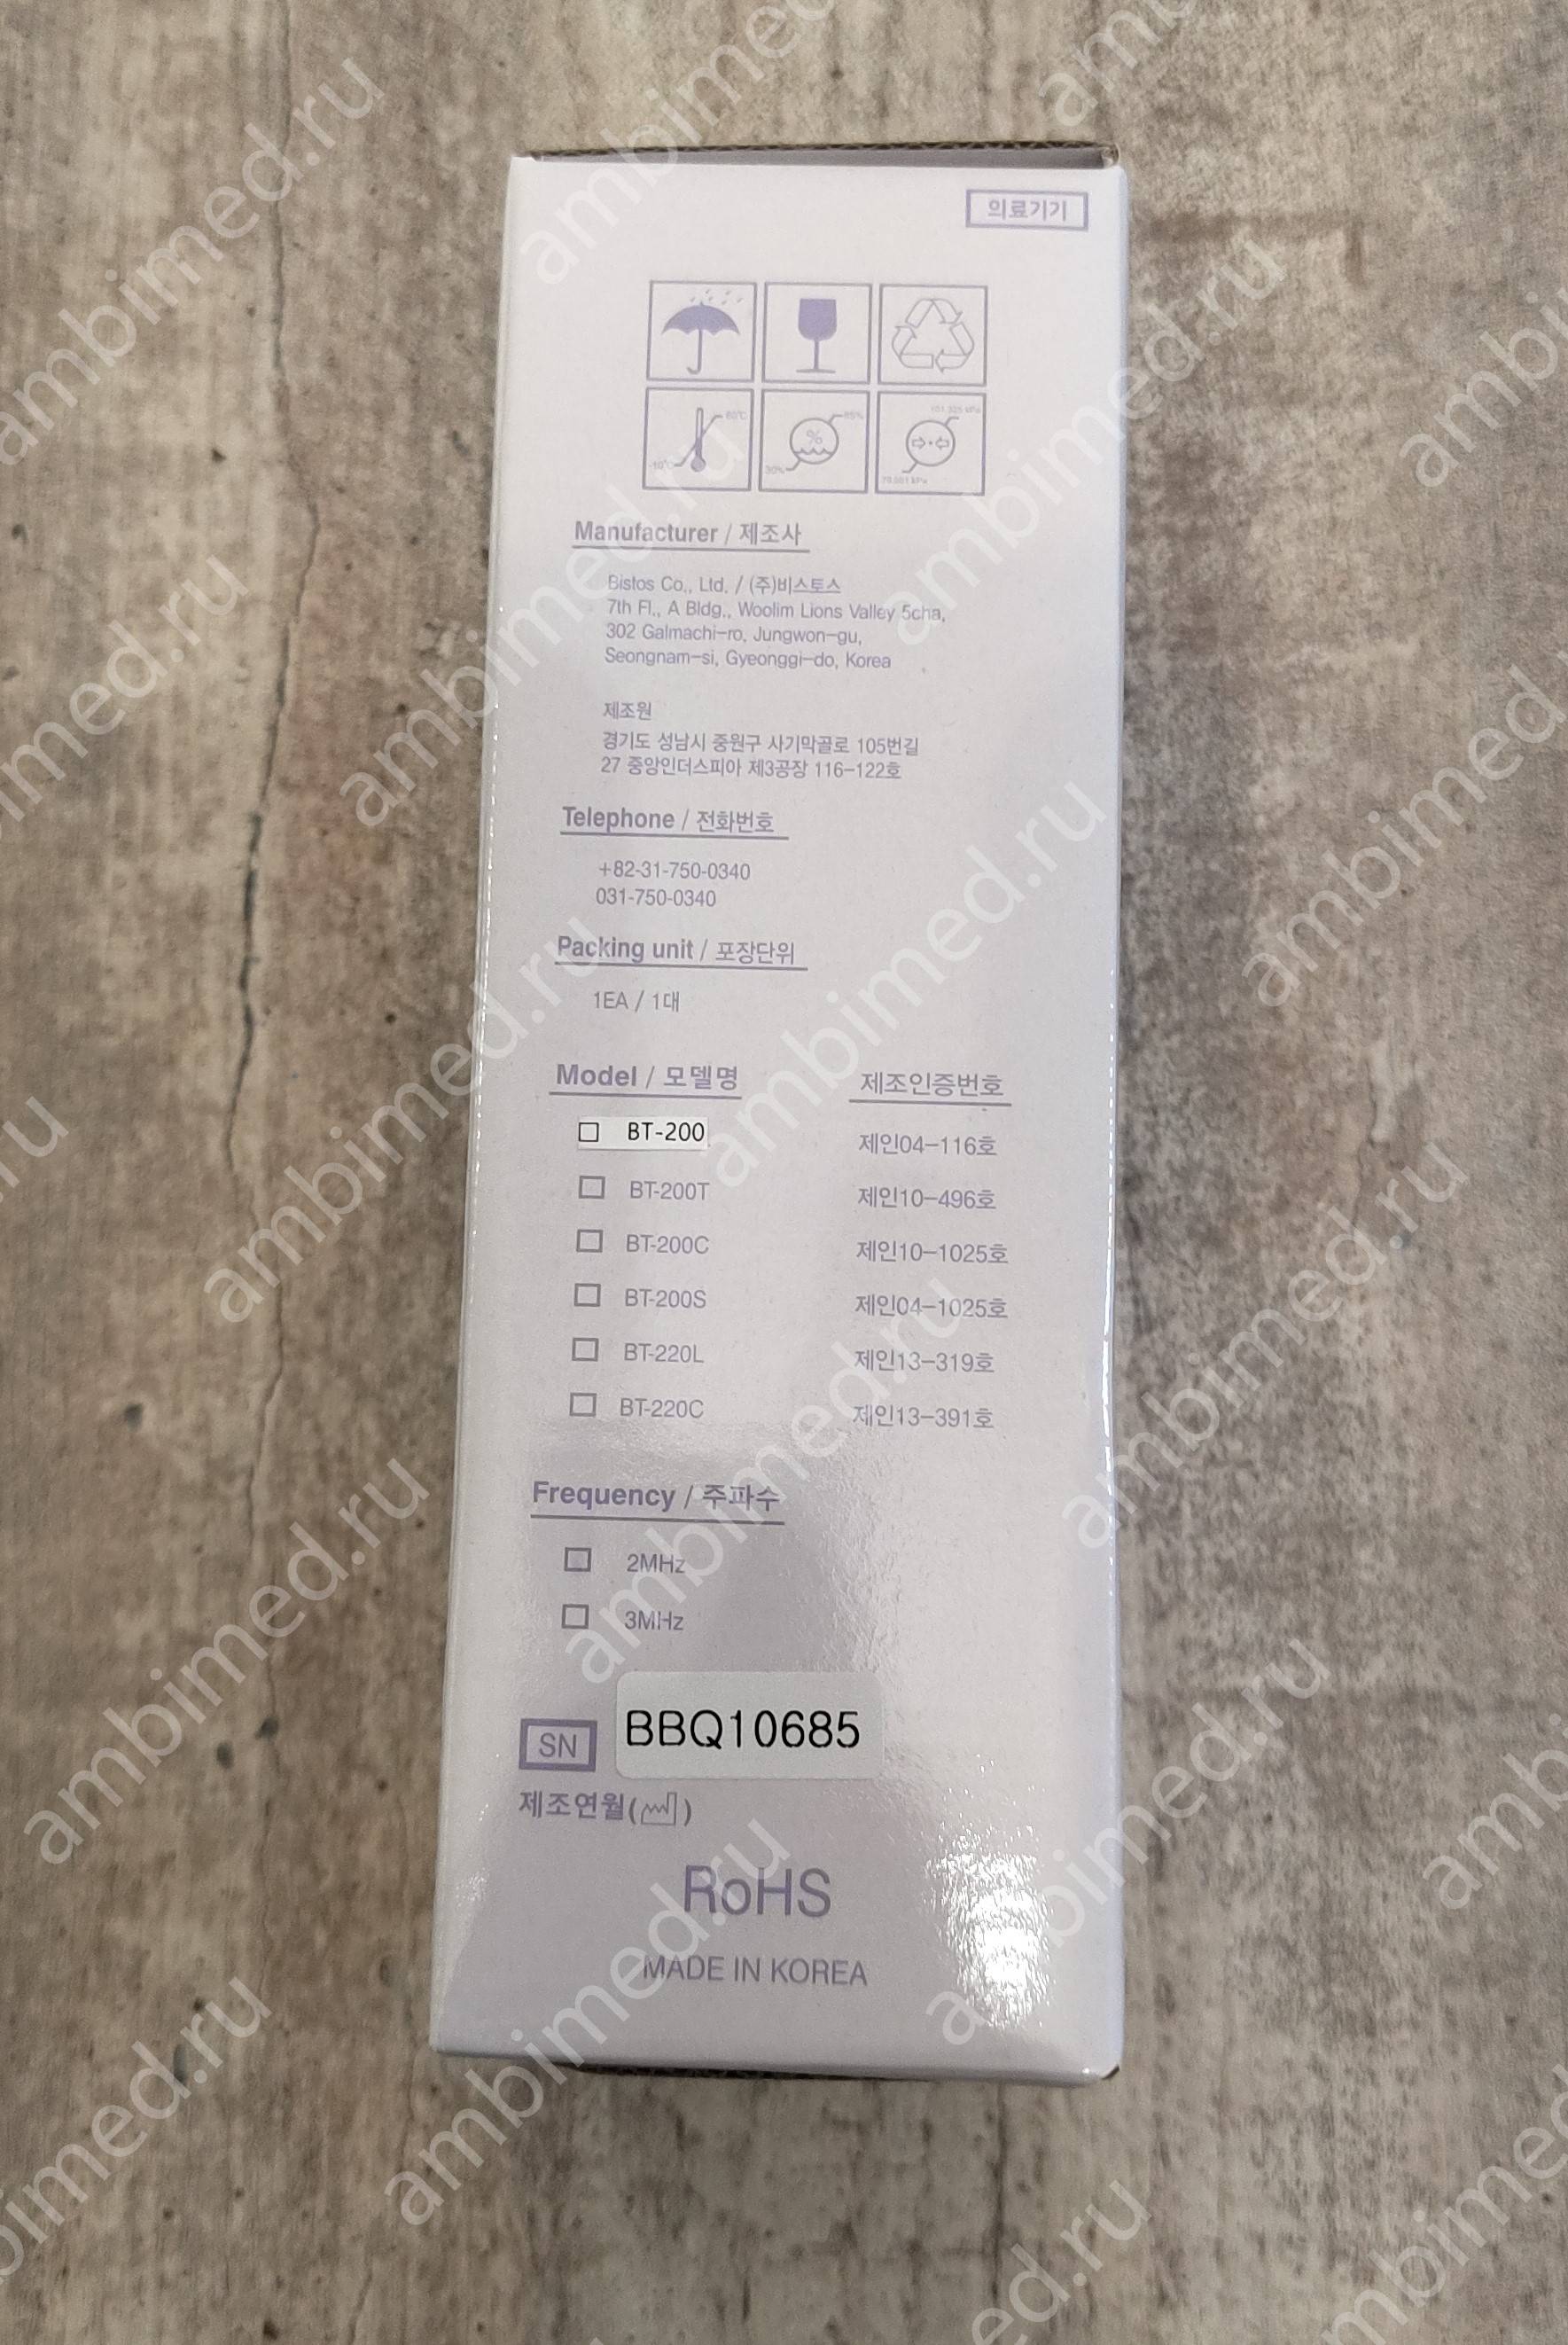 의료기기
60℃
-10℃
%
85%
30%
101.325 kPa
Manufacturer / 제조사
Bistos Co., Ltd. / (주)비스토스
7th Fl., A Bldg., Woolim Lions Valley 5cha,
302 Galmachi-ro, Jungwon-gu,
Seongnam-si, Gyeonggi-do, Korea
제조원
경기도 성남시 중원구 사기막골로 105번길
27 중앙인더스피아 제3공장 116-122호
Telephone / 전화번호
+82-31-750-0340
031-750-0340
Packing unit / 포장단위
1EA / 1대
Model / 모델명 제조인증번호
BT-200 제인04-116호
BT-200T 제인10-496호
BT-200C 제인10-1025호
BT-200S 제인04-1025호
BT-220L 제인13-319호
BT-220C 제인13-391호
Frequency / 주파수
2MHz
3MHz
SN BBQ10685
제조연월( )
RoHS
MADE IN KOREA
ambimed.ru